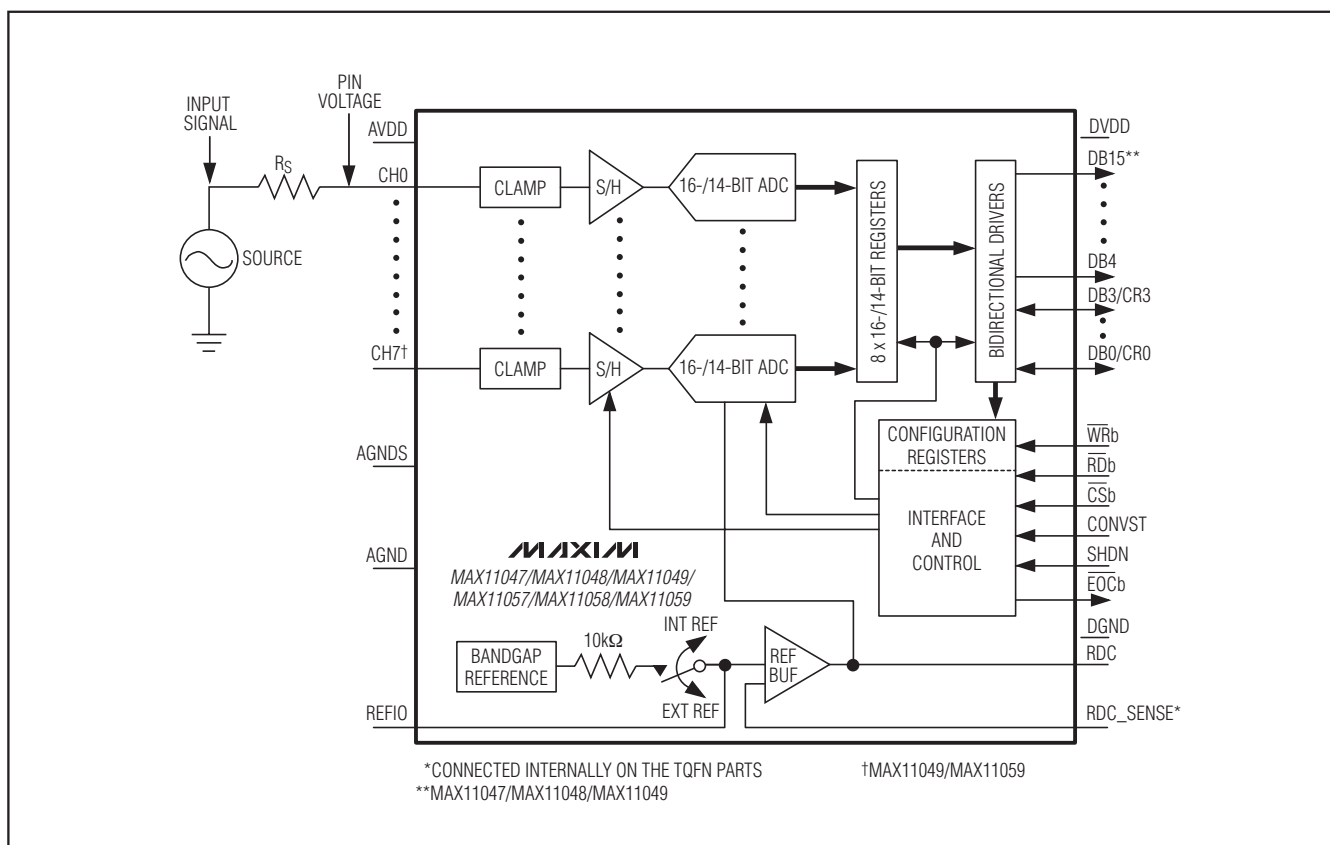 INPUT
SIGNAL
PIN
VOLTAGE
RS
SOURCE
AVDD
CH0
CH7†
AGNDS
AGND
REFIO
CLAMP
S/H
16-/14-BIT ADC
CLAMP
S/H
16-/14-BIT ADC
8 x 16-/14-BIT REGISTERS
BIDIRECTIONAL DRIVERS
CONFIGURATION
REGISTERS
INTERFACE
AND
CONTROL
MAXIM
MAX11047/MAX11048/MAX11049/
MAX11057/MAX11058/MAX11059
BANDGAP
REFERENCE
10kΩ
INT REF
EXT REF
REF
BUF
DVDD
DB15**
DB4
DB3/CR3
DB0/CR0
WRb
RDb
CSb
CONVST
SHDN
EOCb
DGND
RDC
RDC_SENSE*
*CONNECTED INTERNALLY ON THE TQFN PARTS
†MAX11049/MAX11059
**MAX11047/MAX11048/MAX11049